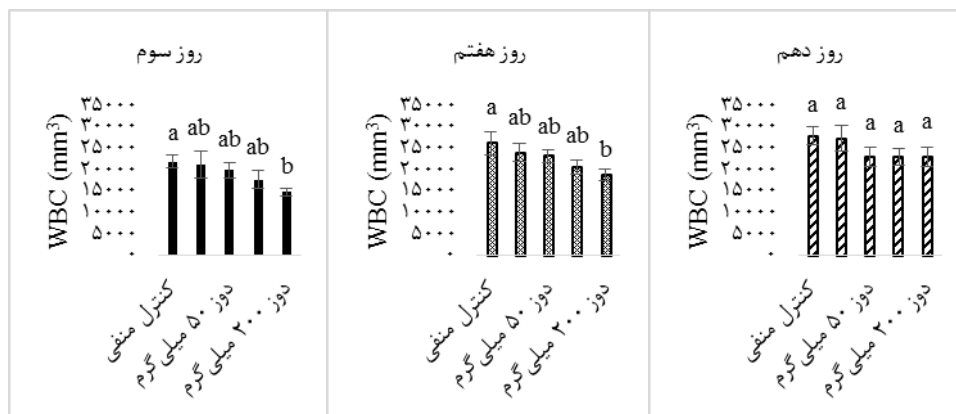 روز سوم
WBC (mm³)
۳۵۰۰۰
۳۰۰۰۰
۲۵۰۰۰
۲۰۰۰۰
۱۵۰۰۰
۱۰۰۰۰
۵۰۰۰
۰
a ab ab ab b
کنترل منفی
دوز ۵۰ میلی گرم
دوز ۲۰۰ میلی گرم
روز هفتم
WBC (mm³)
۳۵۰۰۰
۳۰۰۰۰
۲۵۰۰۰
۲۰۰۰۰
۱۵۰۰۰
۱۰۰۰۰
۵۰۰۰
۰
a ab ab ab b
کنترل منفی
دوز ۵۰ میلی گرم
دوز ۲۰۰ میلی گرم
روز دهم
WBC (mm³)
۳۵۰۰۰
۳۰۰۰۰
۲۵۰۰۰
۲۰۰۰۰
۱۵۰۰۰
۱۰۰۰۰
۵۰۰۰
۰
a a a a a
کنترل منفی
دوز ۵۰ میلی گرم
دوز ۲۰۰ میلی گرم